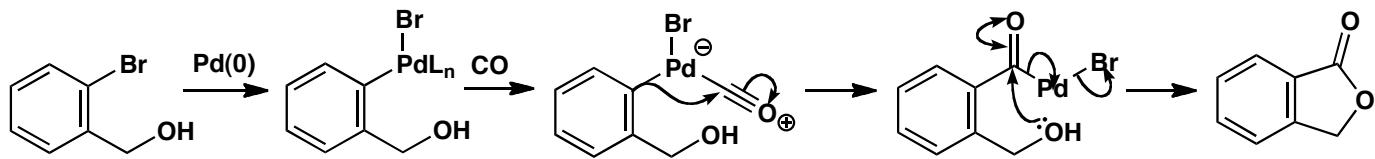 Br
OH
Pd(0)
Br
PdLn
OH
CO
Br
Pd
⊖
O
⊕
OH
O
Pd
Br
:OH
O
O